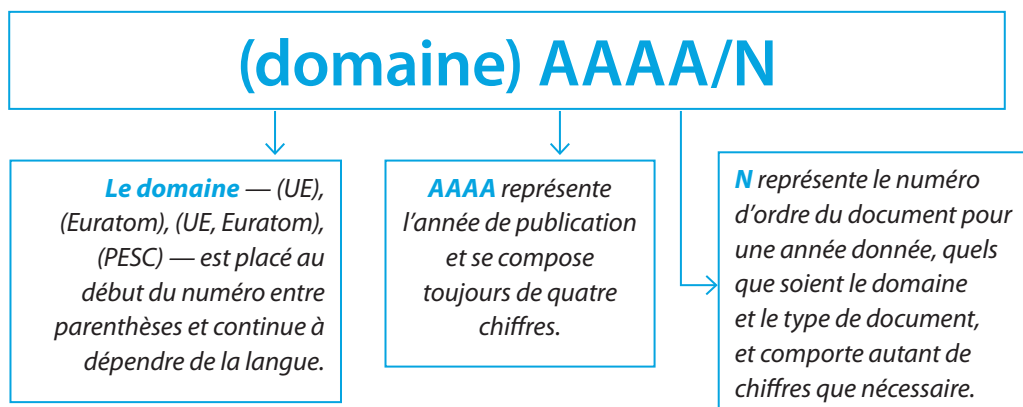 (domaine) AAAA/N
Le domaine — (UE),
(Euratom), (UE, Euratom),
(PESC) — est placé au
début du numéro entre
parenthèses et continue à
dépendre de la langue.
AAAA représente
l’année de publication
et se compose
toujours de quatre
chiffres.
N représente le numéro
d’ordre du document pour
une année donnée, quels
que soient le domaine
et le type de document,
et comporte autant de
chiffres que nécessaire.